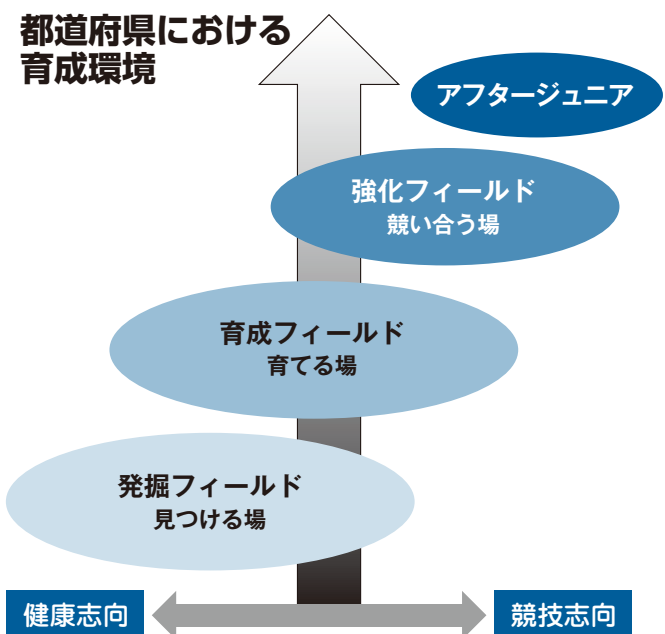 都道府県における
育成環境
アフタージュニア
強化フィールド
競い合う場
育成フィールド
育てる場
発掘フィールド
見つける場
健康志向
競技志向